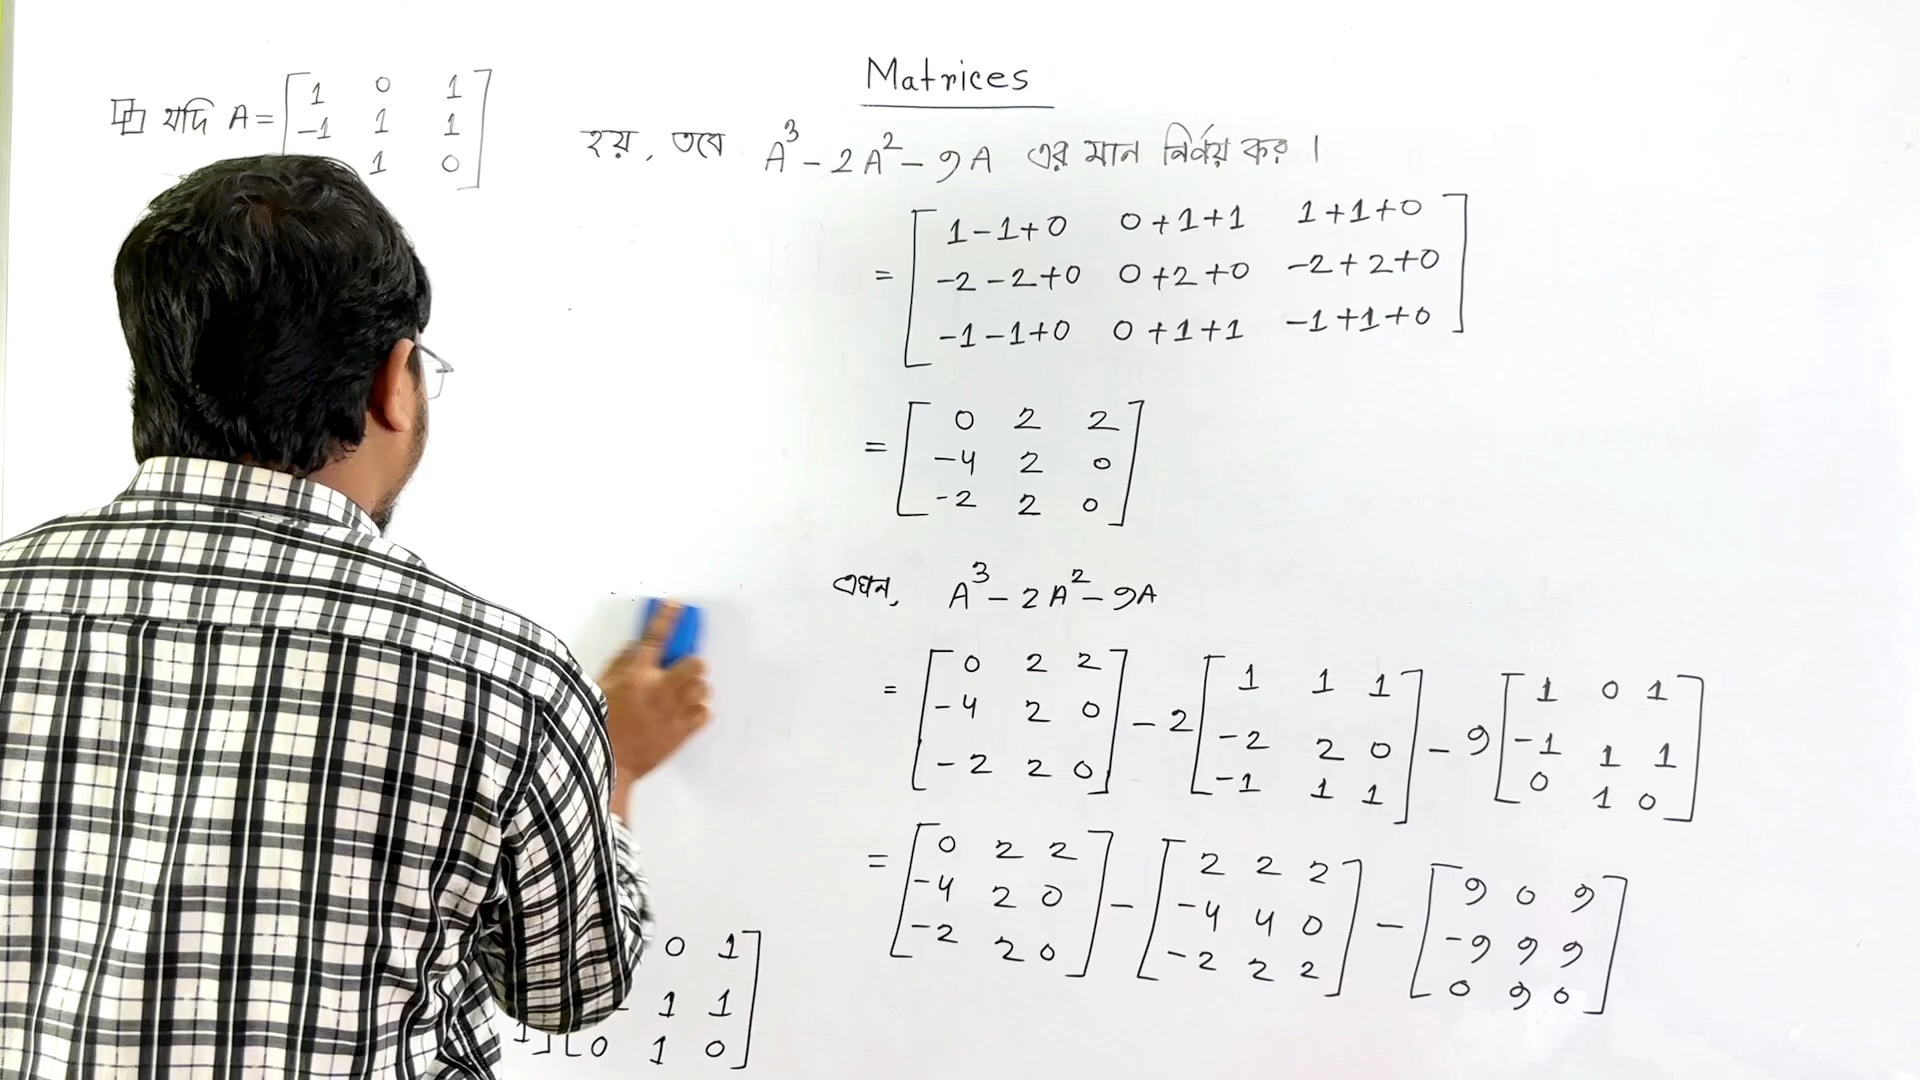 Matrices
যদি A = [1 0 1
-1 1 1
1 0]
হয়, তবে A³ - 2A² - 9A এর মান নির্ণয় কর।
= [1-1+0 0+1+1 1+1+0
-2-2+0 0+2+0 -2+2+0
-1-1+0 0+1+1 -1+1+0]
= [0 2 2
-4 2 0
-2 2 0]
এখন, A³ - 2A² - 9A
= [0 2 2
-4 2 0
-2 2 0] - 2 [1 1 1
-2 2 0
-1 1 1] - 9 [1 0 1
-1 1 1
0 1 0]
= [0 2 2
-4 2 0
-2 2 0] - [2 2 2
-4 4 0
-2 2 2] - [9 0 9
-9 9 9
0 9 0]
0 1
1 1
1] [0 1 0]